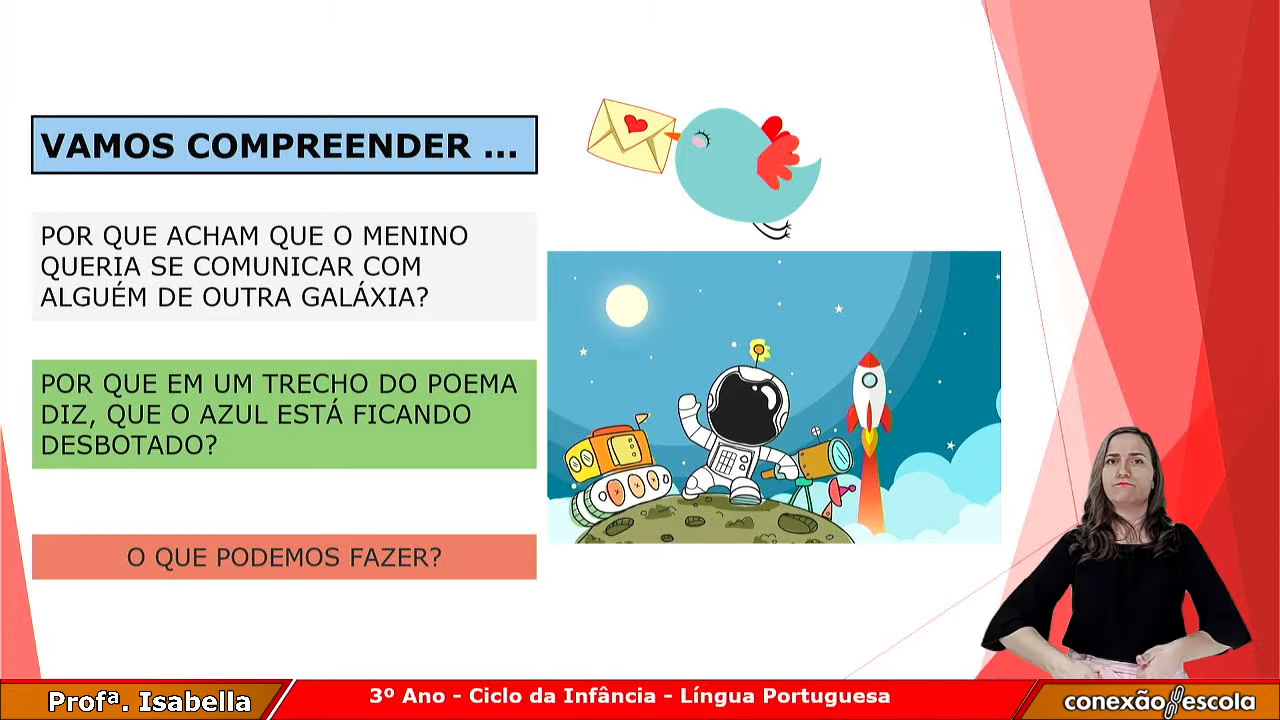 VAMOS COMPREENDER ...
POR QUE ACHAM QUE O MENINO
QUERIA SE COMUNICAR COM
ALGUÉM DE OUTRA GALÁXIA?
POR QUE EM UM TRECHO DO POEMA
DIZ, QUE O AZUL ESTÁ FICANDO
DESBOTADO?
O QUE PODEMOS FAZER?
Profª. Isabella
3º Ano - Ciclo da Infância - Língua Portuguesa
conexão escola